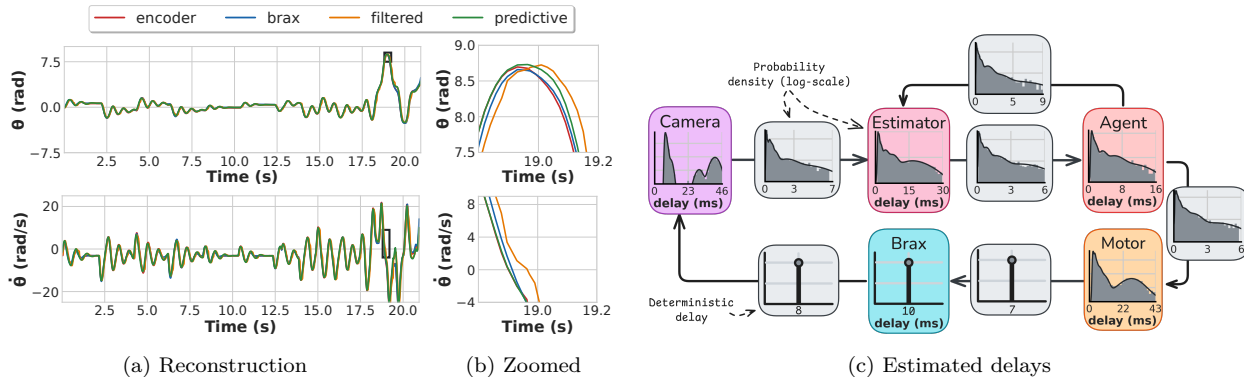 encoder brax filtered predictive
7.5
0.0
−7.5
θ (rad)
2.5 5.0 7.5 10.0 12.5 15.0 17.5 20.0
Time (s)
9.0
8.5
8.0
7.5
θ (rad)
19.0 19.2
Time (s)
20
0
−20
θ̇ (rad/s)
2.5 5.0 7.5 10.0 12.5 15.0 17.5 20.0
Time (s)
8
4
0
−4
θ̇ (rad/s)
19.0 19.2
Time (s)
(a) Reconstruction
(b) Zoomed
Probability
density (log-scale)
0 5 9
Camera
0 23 46
delay (ms)
0 3 7
Estimator
0 15 30
delay (ms)
0 3 6
Agent
0 8 16
delay (ms)
0 3 6
Deterministic
delay
8
Brax
10
delay (ms)
7
Motor
0 22 43
delay (ms)
(c) Estimated delays